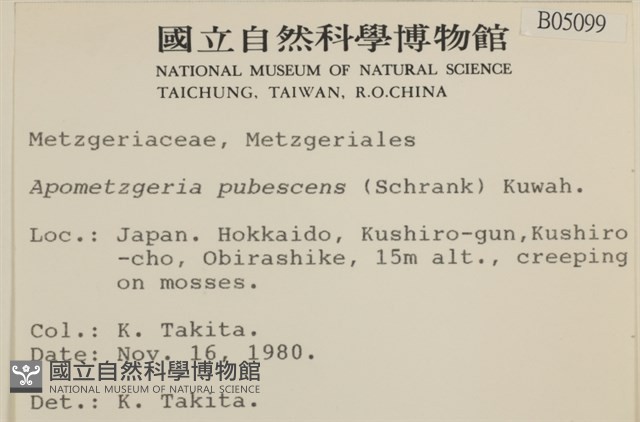 國立自然科學博物館
B05099
NATIONAL MUSEUM OF NATURAL SCIENCE
TAICHUNG, TAIWAN, R.O.CHINA
Metzgeriaceae, Metzgeriales
Apometzgeria pubescens (Schrank) Kuwah.
Loc.: Japan. Hokkaido, Kushiro-gun,Kushiro
-cho, Obirashike, 15m alt., creeping
on mosses.
Col.: K. Takita.
Date: Nov. 16, 1980.
國立自然科學博物館
NATIONAL MUSEUM OF NATURAL SCIENCE
Det.: K. Takita.